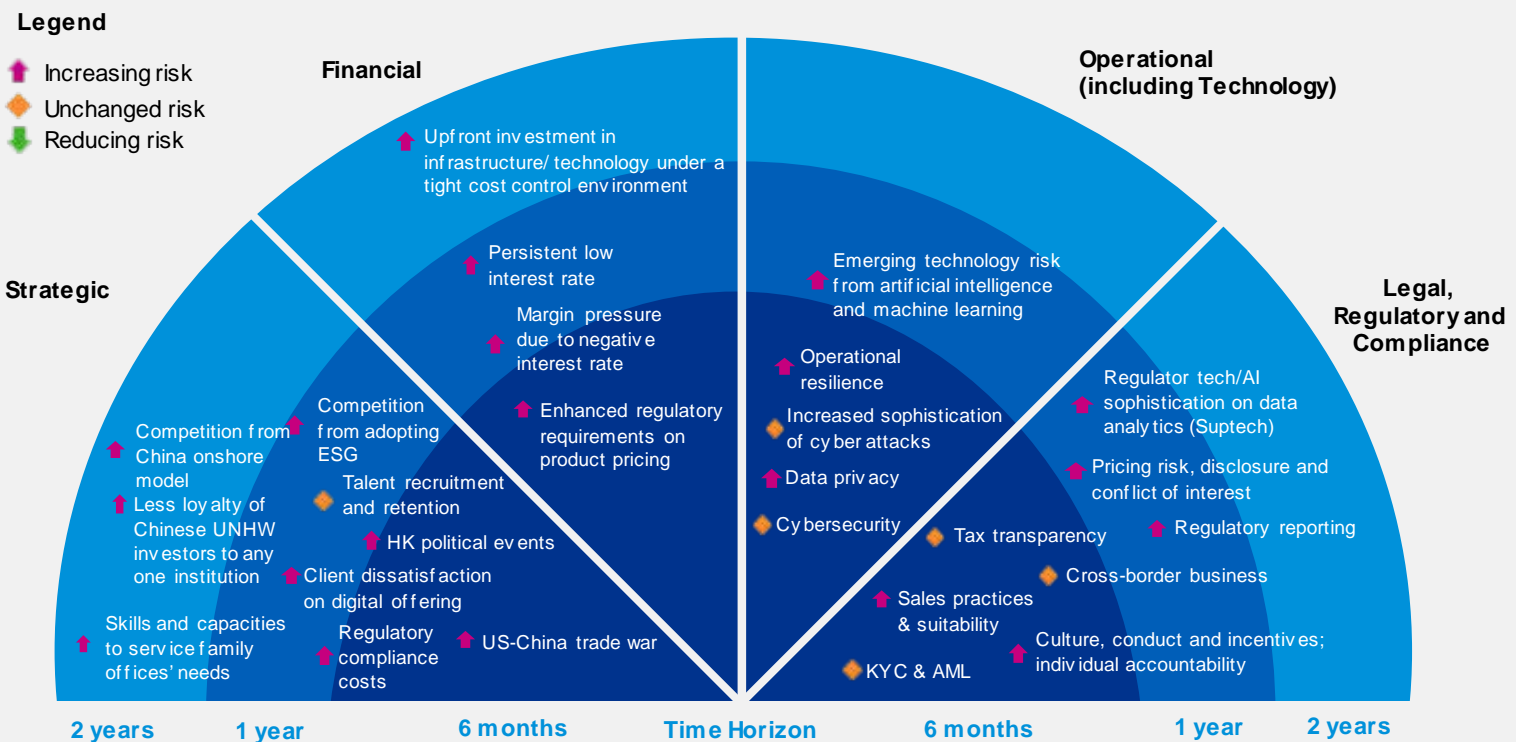 Legend
Increasing risk
Unchanged risk
Reducing risk
Financial
Operational
(including Technology)
Strategic
Legal,
Regulatory and
Compliance
Upfront investment in
infrastructure/ technology under a
tight cost control environment
Persistent low
interest rate
Margin pressure
due to negative
interest rate
Enhanced regulatory
requirements on
product pricing
Competition from
China onshore
model
Less loyalty of
Chinese UNHW
investors to any
one institution
Skills and capacities
to service family
offices' needs
Competition
from adopting
ESG
Talent recruitment
and retention
HK political events
Client dissatisfaction
on digital offering
Regulatory
compliance
costs
US-China trade war
Emerging technology risk
from artificial intelligence
and machine learning
Operational
resilience
Increased sophistication
of cyber attacks
Data privacy
Cybersecurity
Regulator tech/AI
sophistication on data
analytics (Suptech)
Pricing risk, disclosure and
conflict of interest
Regulatory reporting
Tax transparency
Cross-border business
Sales practices
& suitability
Culture, conduct and incentives;
individual accountability
KYC & AML
2 years
1 year
6 months
Time Horizon
6 months
1 year
2 years